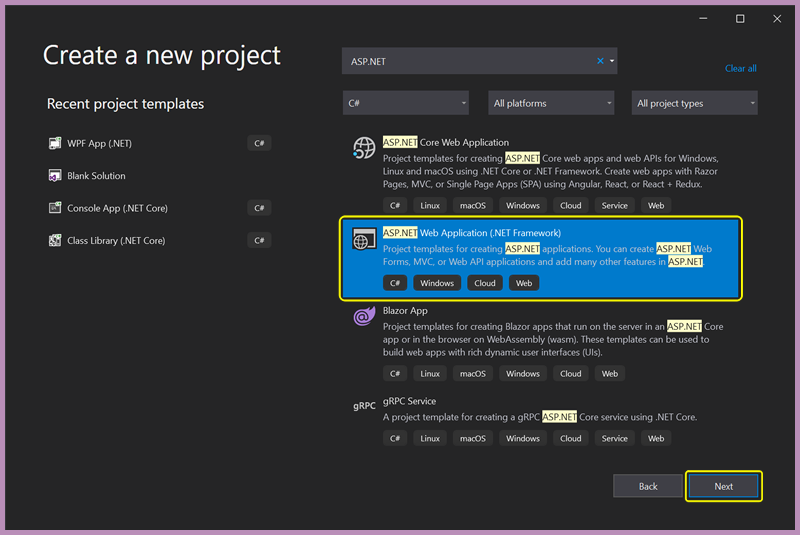 Create a new project
ASP.NET
Clear all
Recent project templates
C#
All platforms
All project types
WPF App (.NET)
C#
Blank Solution
Console App (.NET Core)
C#
Class Library (.NET Core)
C#
ASP.NET Core Web Application
Project templates for creating ASP.NET Core web apps and web APIs for Windows,
Linux and macOS using .NET Core or .NET Framework. Create web apps with Razor
Pages, MVC, or Single Page Apps (SPA) using Angular, React, or React + Redux.
C# Linux macOS Windows Cloud Service Web
ASP.NET Web Application (.NET Framework)
Project templates for creating ASP.NET applications. You can create ASP.NET Web
Forms, MVC, or Web API applications and add many other features in ASP.NET.
C# Windows Cloud Web
Blazor App
Project templates for creating Blazor apps that run on the server in an ASP.NET Core
app or in the browser on WebAssembly (wasm). These templates can be used to
build web apps with rich dynamic user interfaces (UIs).
C# Linux macOS Windows Cloud Web
gRPC
gRPC Service
A project template for creating a gRPC ASP.NET Core service using .NET Core.
C# Linux macOS Windows Cloud Service Web
Back
Next